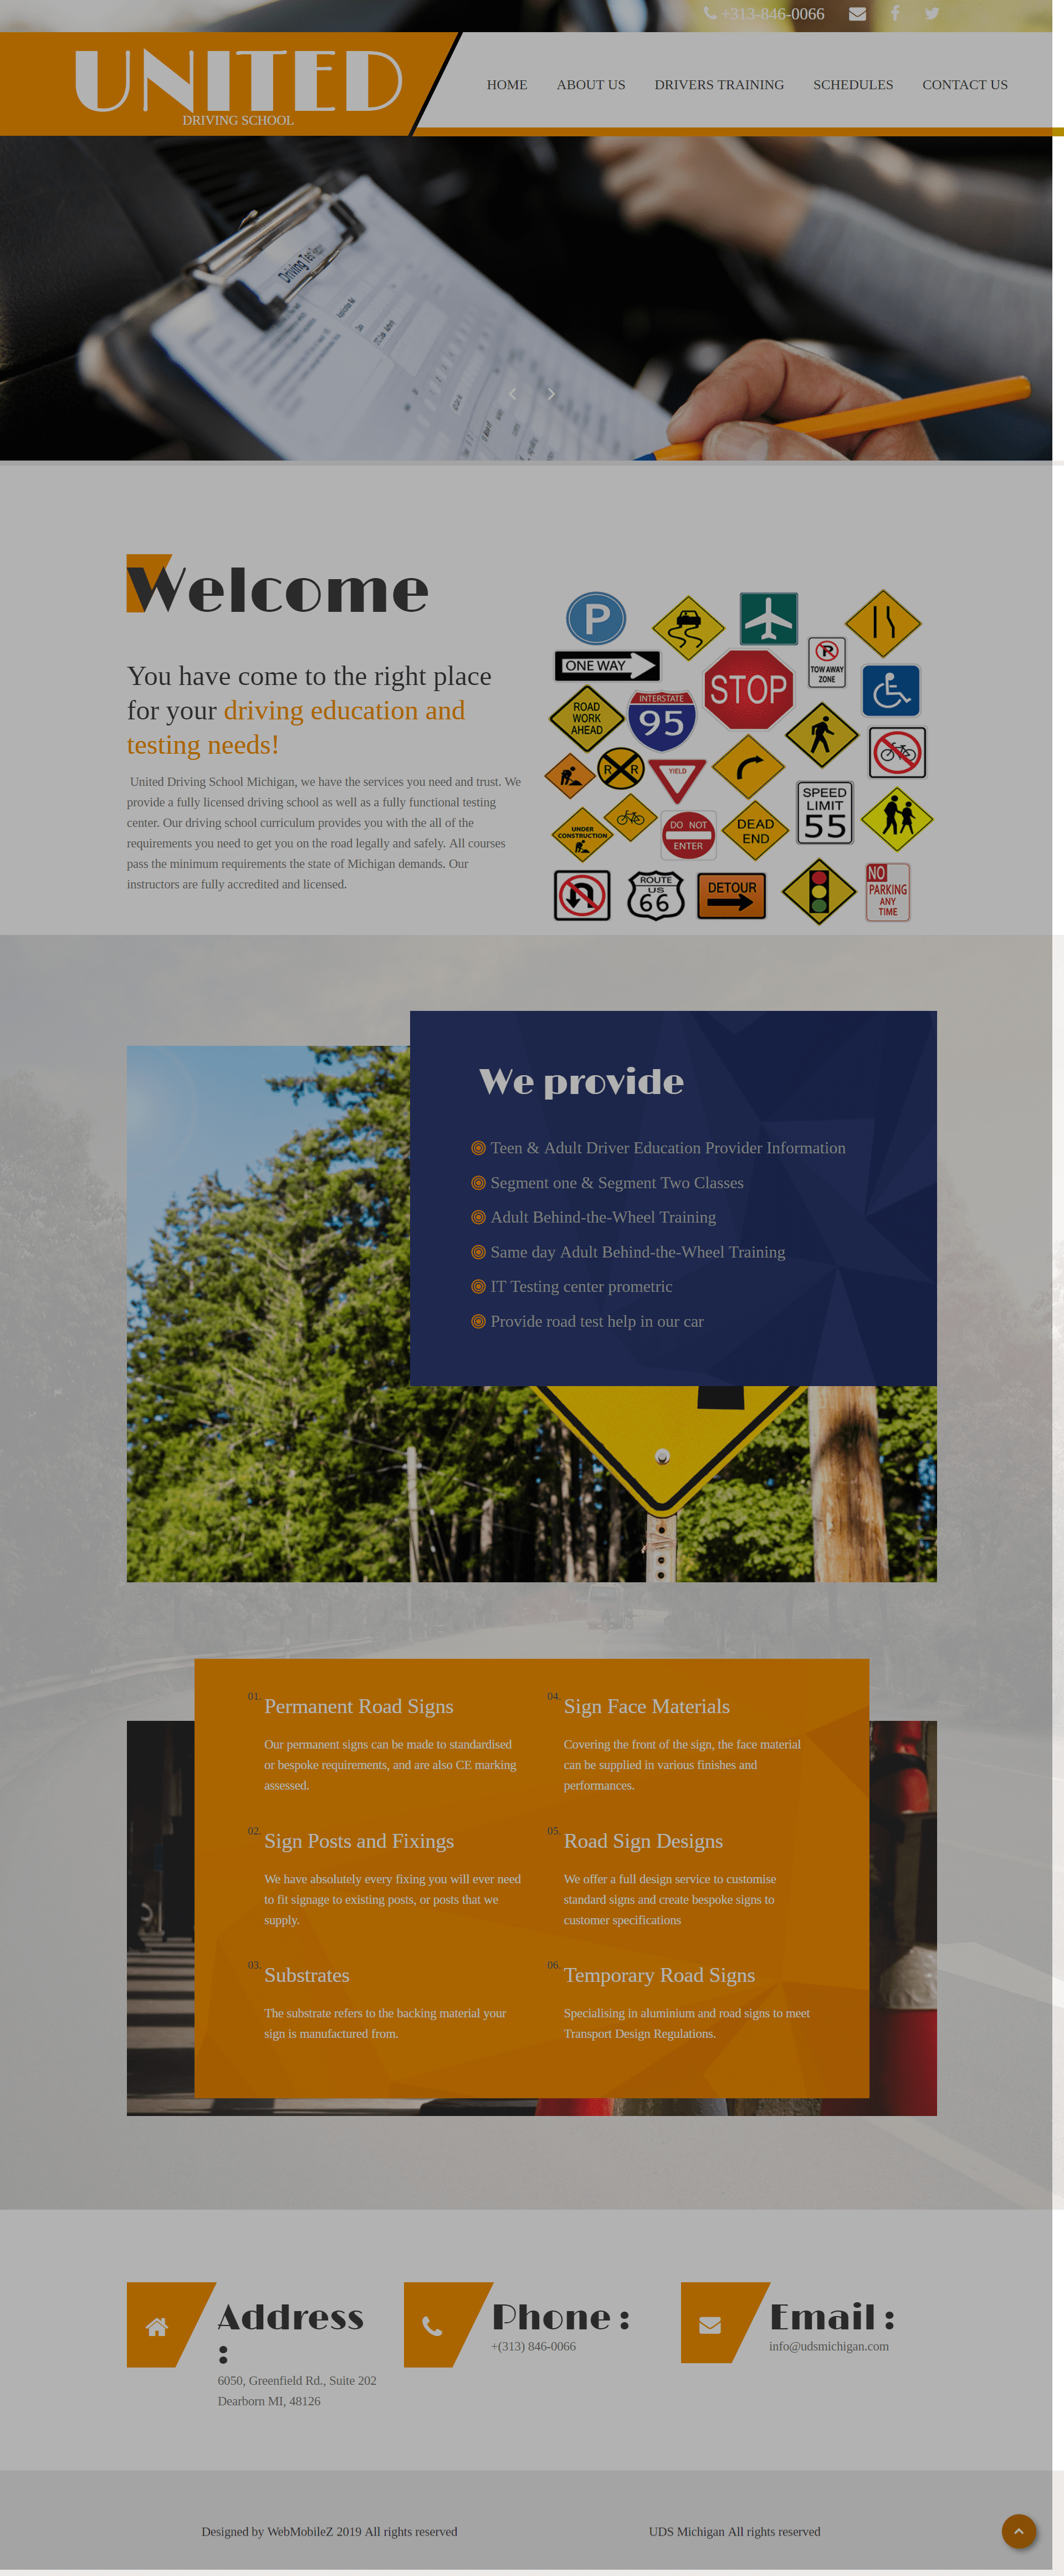 +313-846-0066
UNITED
DRIVING SCHOOL
HOME ABOUT US DRIVERS TRAINING SCHEDULES CONTACT US
Driving Test
Welcome
You have come to the right place
for your driving education and
testing needs!
United Driving School Michigan, we have the services you need and trust. We
provide a fully licensed driving school as well as a fully functional testing
center. Our driving school curriculum provides you with the all of the
requirements you need to get you on the road legally and safely. All courses
pass the minimum requirements the state of Michigan demands. Our
instructors are fully accredited and licensed.
P
ONE WAY
TOW AWAY
ZONE
STOP
INTERSTATE
95
ROAD
WORK
AHEAD
R R
YIELD
SPEED
LIMIT
55
UNDER
CONSTRUCTION
DO NOT
ENTER
DEAD
END
ROUTE
US
66
DETOUR
NO
PARKING
ANY
TIME
We provide
Teen & Adult Driver Education Provider Information
Segment one & Segment Two Classes
Adult Behind-the-Wheel Training
Same day Adult Behind-the-Wheel Training
IT Testing center prometric
Provide road test help in our car
01.
Permanent Road Signs
Our permanent signs can be made to standardised
or bespoke requirements, and are also CE marking
assessed.
02.
Sign Posts and Fixings
We have absolutely every fixing you will ever need
to fit signage to existing posts, or posts that we
supply.
03.
Substrates
The substrate refers to the backing material your
sign is manufactured from.
04.
Sign Face Materials
Covering the front of the sign, the face material
can be supplied in various finishes and
performances.
05.
Road Sign Designs
We offer a full design service to customise
standard signs and create bespoke signs to
customer specifications
06.
Temporary Road Signs
Specialising in aluminium and road signs to meet
Transport Design Regulations.
Address
:
6050, Greenfield Rd., Suite 202
Dearborn MI, 48126
Phone :
+(313) 846-0066
Email :
info@udsmichigan.com
Designed by WebMobileZ 2019 All rights reserved
UDS Michigan All rights reserved